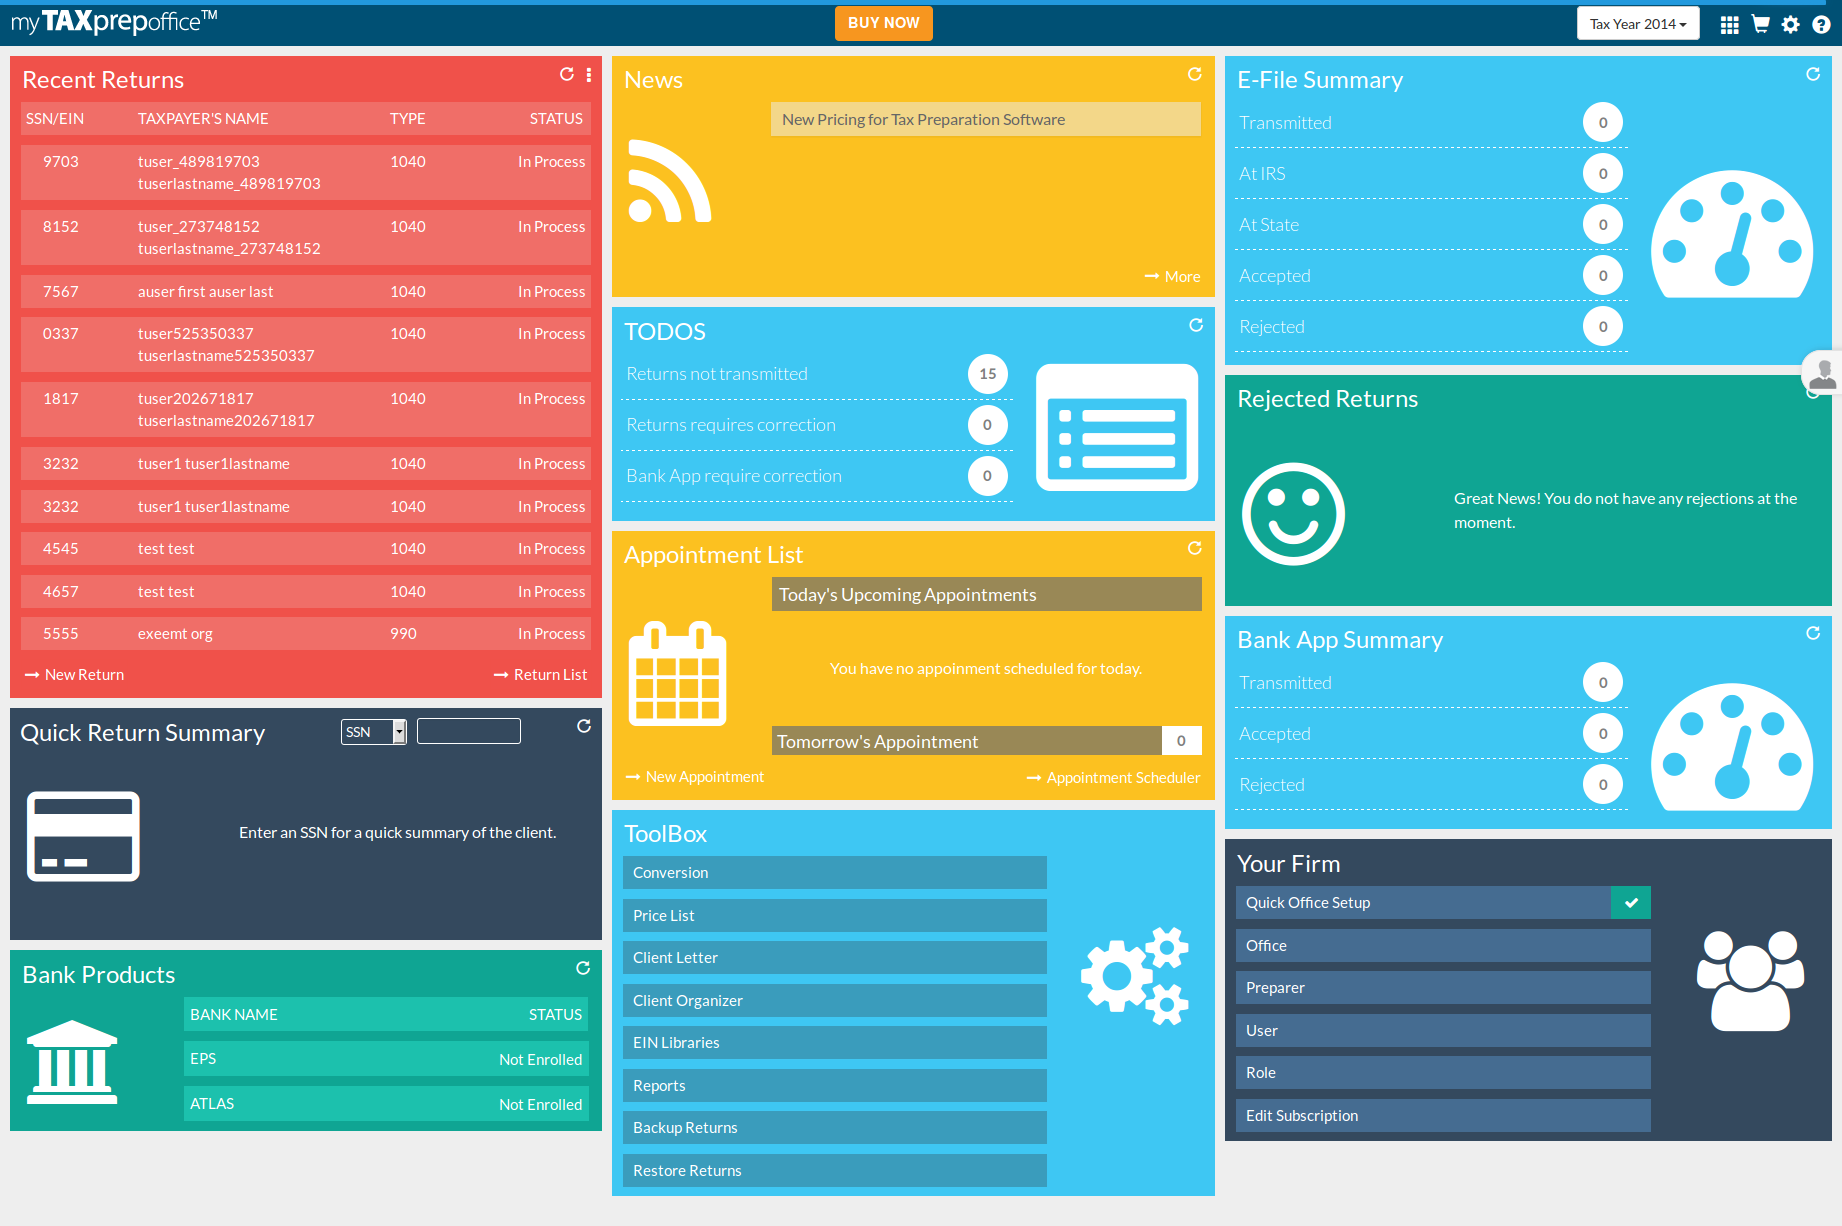 my TAXprepoffice™
BUY NOW
Tax Year 2014
Recent Returns
SSN/EIN TAXPAYER'S NAME TYPE STATUS
9703 tuser_489819703 1040 In Process
tuserlastname_489819703
8152 tuser_273748152 1040 In Process
tuserlastname_273748152
7567 auser first auser last 1040 In Process
0337 tuser525350337 1040 In Process
tuserlastname525350337
1817 tuser202671817 1040 In Process
tuserlastname202671817
3232 tuser1 tuser1lastname 1040 In Process
3232 tuser1 tuser1lastname 1040 In Process
4545 test test 1040 In Process
4657 test test 1040 In Process
5555 exeemt org 990 In Process
New Return Return List
Quick Return Summary SSN
Enter an SSN for a quick summary of the client.
Bank Products
BANK NAME STATUS
EPS Not Enrolled
ATLAS Not Enrolled
News
New Pricing for Tax Preparation Software
More
TODOS
Returns not transmitted 15
Returns requires correction 0
Bank App require correction 0
Appointment List
Today's Upcoming Appointments
You have no appoinment scheduled for today.
Tomorrow's Appointment 0
New Appointment Appointment Scheduler
ToolBox
Conversion
Price List
Client Letter
Client Organizer
EIN Libraries
Reports
Backup Returns
Restore Returns
E-File Summary
Transmitted 0
At IRS 0
At State 0
Accepted 0
Rejected 0
Rejected Returns
Great News! You do not have any rejections at the
moment.
Bank App Summary
Transmitted 0
Accepted 0
Rejected 0
Your Firm
Quick Office Setup
Office
Preparer
User
Role
Edit Subscription